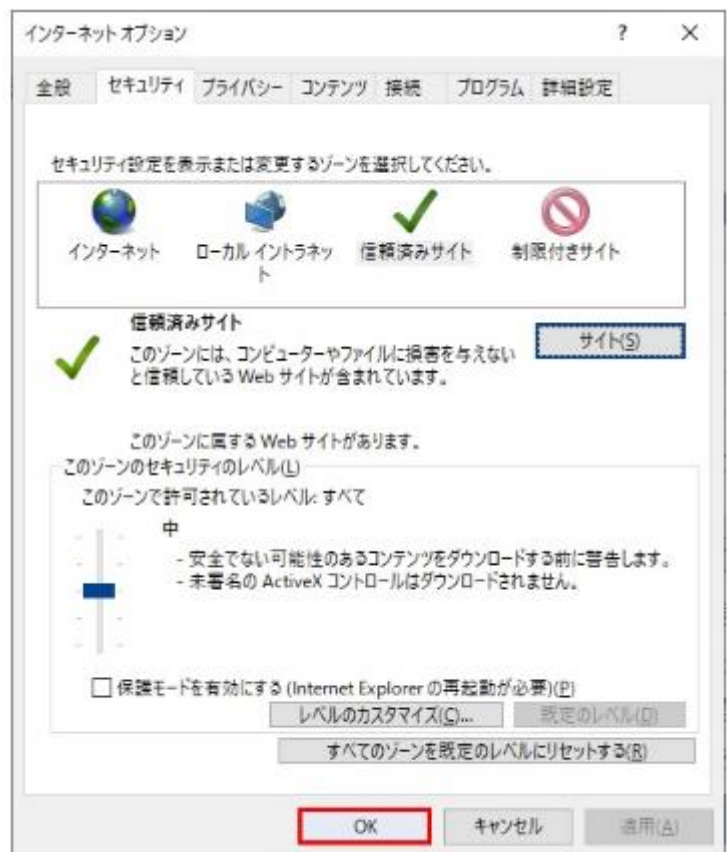 インターネット オプション ? ×
全般 セキュリティ プライバシー コンテンツ 接続 プログラム 詳細設定
セキュリティ設定を表示または変更するゾーンを選択してください。
インターネット ローカル イントラネット 信頼済みサイト 制限付きサイト
信頼済みサイト
サイト(S)
このゾーンには、コンピューターやファイルに損害を与えない
と信頼している Web サイトが含まれています。
このゾーンに属する Web サイトがあります。
このゾーンのセキュリティのレベル(L)
このゾーンで許可されているレベル: すべて
中
- 安全でない可能性のあるコンテンツをダウンロードする前に警告します。
- 未署名の ActiveX コントロールはダウンロードされません。
保護モードを有効にする (Internet Explorer の再起動が必要)(P)
レベルのカスタマイズ(C)... 既定のレベル(D)
すべてのゾーンを既定のレベルにリセットする(R)
OK キャンセル 適用(A)